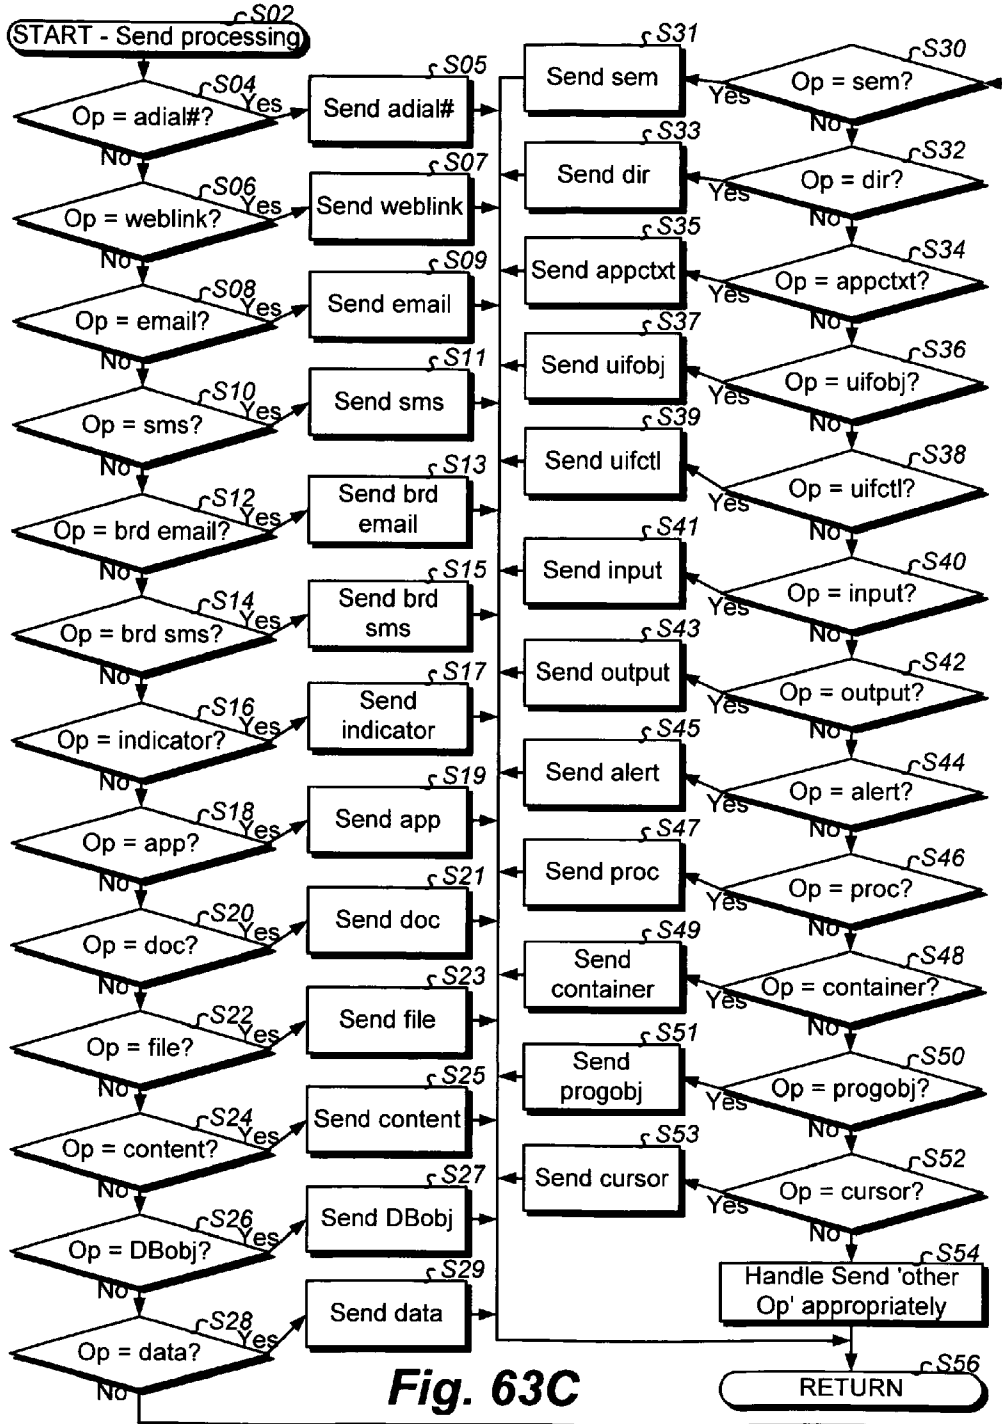 S02
START - Send processing
S04
Op = adial#?
Yes
No
S05
Send adial#
S06
Op = weblink?
Yes
No
S07
Send weblink
S08
Op = email?
Yes
No
S09
Send email
S10
Op = sms?
Yes
No
S11
Send sms
S12
Op = brd email?
Yes
No
S13
Send brd
email
S14
Op = brd sms?
Yes
No
S15
Send brd
sms
S16
Op = indicator?
Yes
No
S17
Send
indicator
S18
Op = app?
Yes
No
S19
Send app
S20
Op = doc?
Yes
No
S21
Send doc
S22
Op = file?
Yes
No
S23
Send file
S24
Op = content?
Yes
No
S25
Send content
S26
Op = DBobj?
Yes
No
S27
Send DBobj
S28
Op = data?
Yes
No
S29
Send data
S30
Op = sem?
Yes
No
S31
Send sem
S32
Op = dir?
Yes
No
S33
Send dir
S34
Op = appctxt?
Yes
No
S35
Send appctxt
S36
Op = uifobj?
Yes
No
S37
Send uifobj
S38
Op = uifctl?
Yes
No
S39
Send uifctl
S40
Op = input?
Yes
No
S41
Send input
S42
Op = output?
Yes
No
S43
Send output
S44
Op = alert?
Yes
No
S45
Send alert
S46
Op = proc?
Yes
No
S47
Send proc
S48
Op = container?
Yes
No
S49
Send
container
S50
Op = progobj?
Yes
No
S51
Send
progobj
S52
Op = cursor?
Yes
No
S53
Send cursor
S54
Handle Send 'other
Op' appropriately
S56
RETURN
Fig. 63C